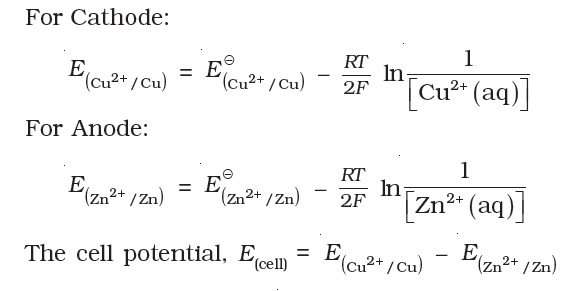 For Cathode:
E(Cu²⁺/Cu) = E⊖(Cu²⁺/Cu) – RT/2F ln 1/[Cu²⁺(aq)]
For Anode:
E(Zn²⁺/Zn) = E⊖(Zn²⁺/Zn) – RT/2F ln 1/[Zn²⁺(aq)]
The cell potential, E(cell) = E(Cu²⁺/Cu) – E(Zn²⁺/Zn)